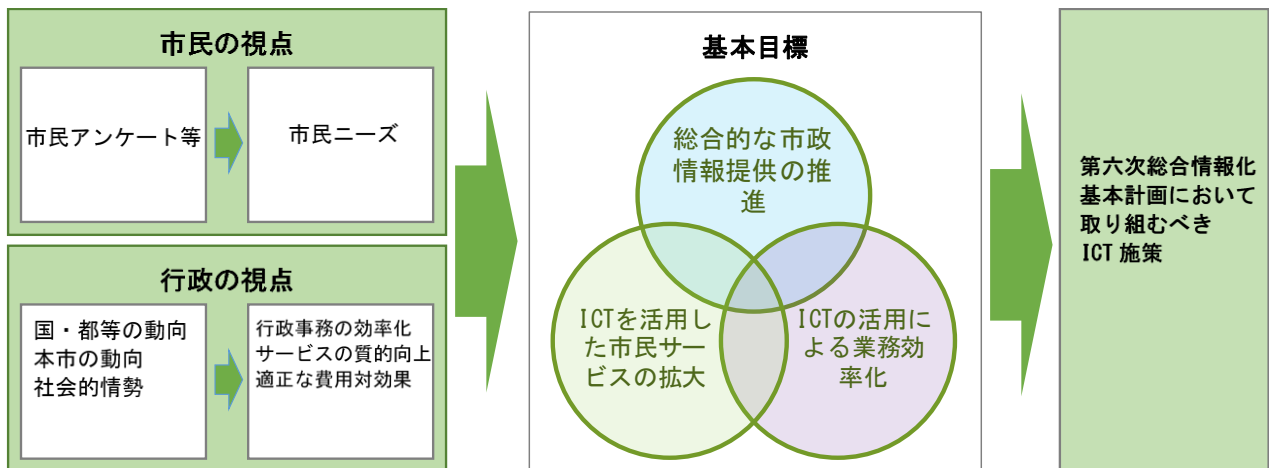 市民の視点
市民アンケート等
市民ニーズ
行政の視点
国・都等の動向
本市の動向
社会的情勢
行政事務の効率化
サービスの質的向上
適正な費用対効果
基本目標
総合的な市政
情報提供の推
進
ICTを活用し
た市民サー
ビスの拡大
ICTの活用に
よる業務効
率化
第六次総合情報化
基本計画において
取り組むべき
ICT 施策